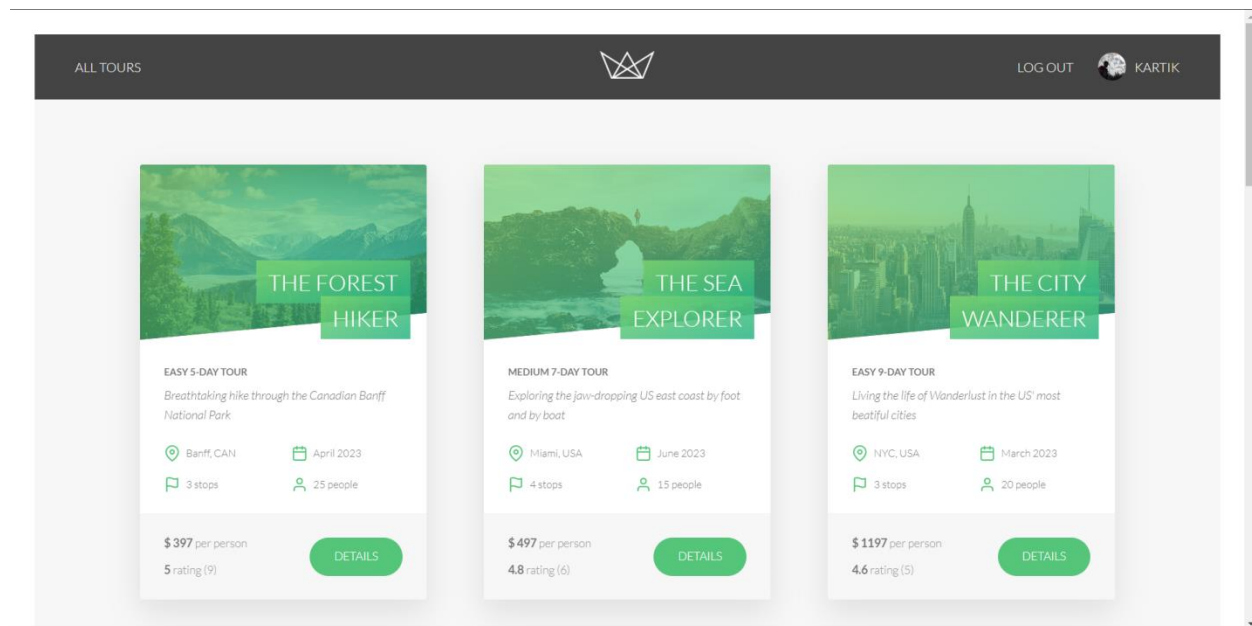 ALL TOURS
LOG OUT
KARTIK
THE FOREST
HIKER
EASY 5-DAY TOUR
Breathtaking hike through the Canadian Banff
National Park
Banff, CAN
April 2023
3 stops
25 people
$ 397 per person
5 rating (9)
DETAILS
THE SEA
EXPLORER
MEDIUM 7-DAY TOUR
Exploring the jaw-dropping US east coast by foot
and by boat
Miami, USA
June 2023
4 stops
15 people
$ 497 per person
4.8 rating (6)
DETAILS
THE CITY
WANDERER
EASY 9-DAY TOUR
Living the life of Wanderlust in the US' most
beatiful cities
NYC, USA
March 2023
3 stops
20 people
$ 1197 per person
4.6 rating (5)
DETAILS